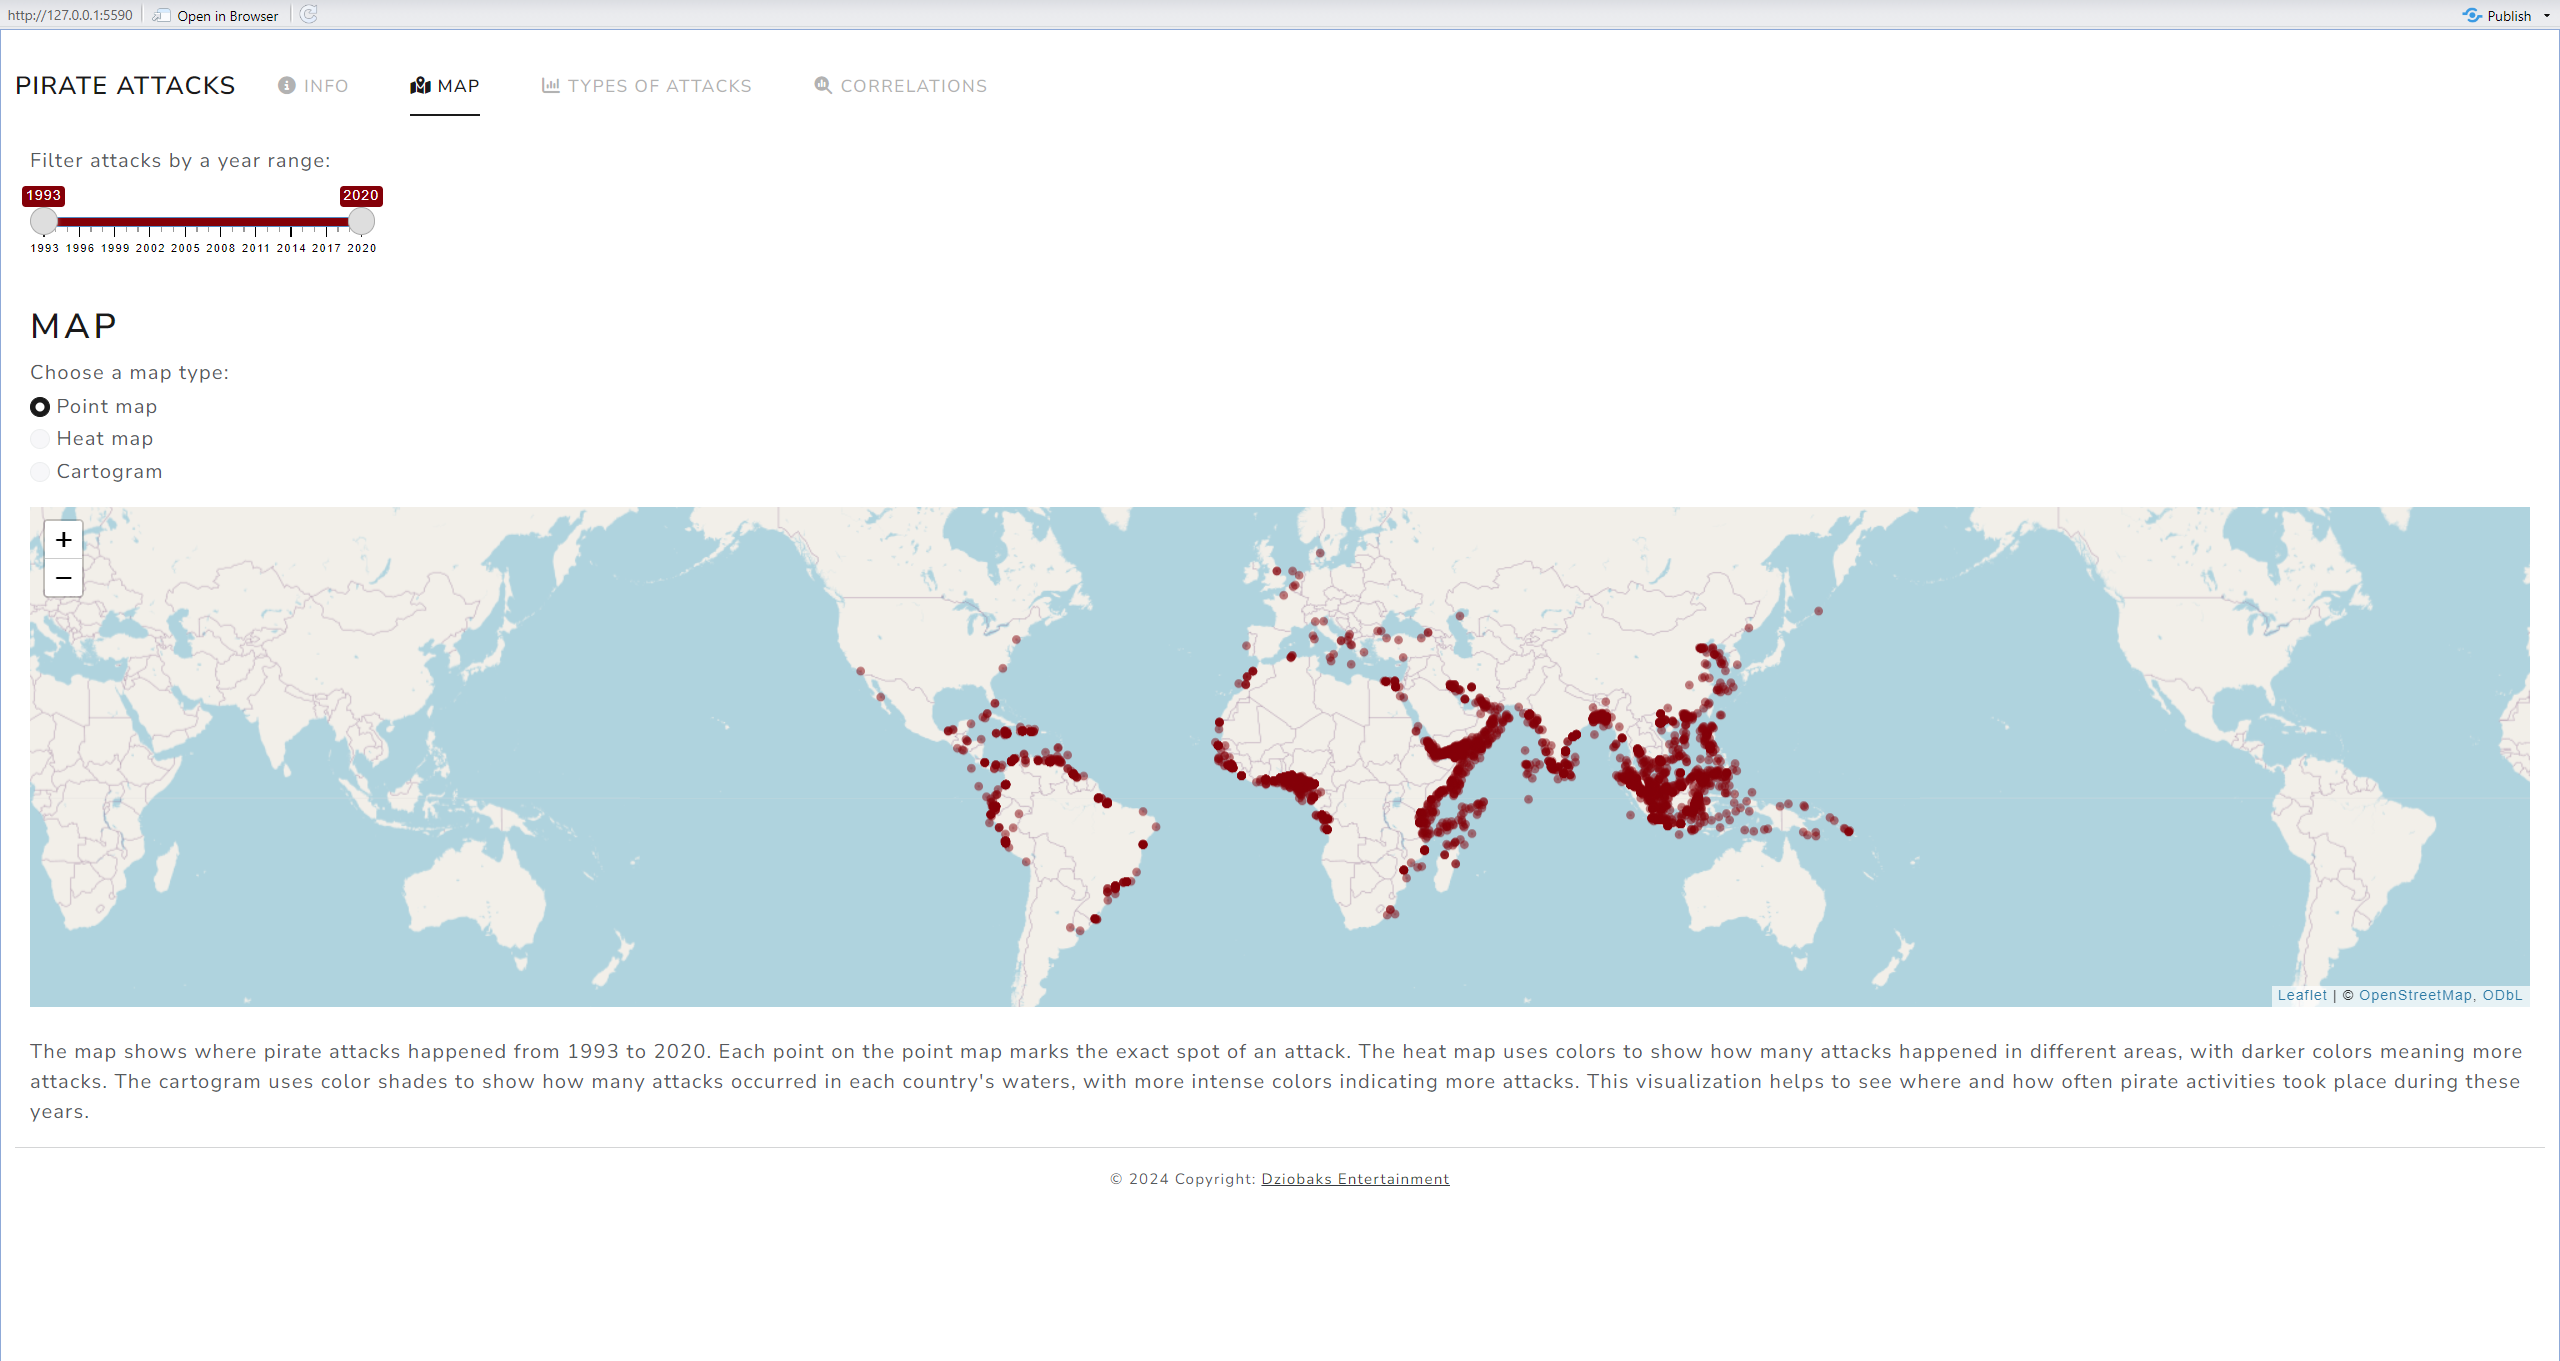 http://127.0.0.1:5590 Open in Browser Publish
PIRATE ATTACKS INFO MAP TYPES OF ATTACKS CORRELATIONS
Filter attacks by a year range:
1993 2020
1993 1996 1999 2002 2005 2008 2011 2014 2017 2020
MAP
Choose a map type:
Point map
Heat map
Cartogram
+
−
Leaflet | © OpenStreetMap, ODbL
The map shows where pirate attacks happened from 1993 to 2020. Each point on the point map marks the exact spot of an attack. The heat map uses colors to show how many attacks happened in different areas, with darker colors meaning more
attacks. The cartogram uses color shades to show how many attacks occurred in each country's waters, with more intense colors indicating more attacks. This visualization helps to see where and how often pirate activities took place during these
years.
© 2024 Copyright: Dziobaks Entertainment